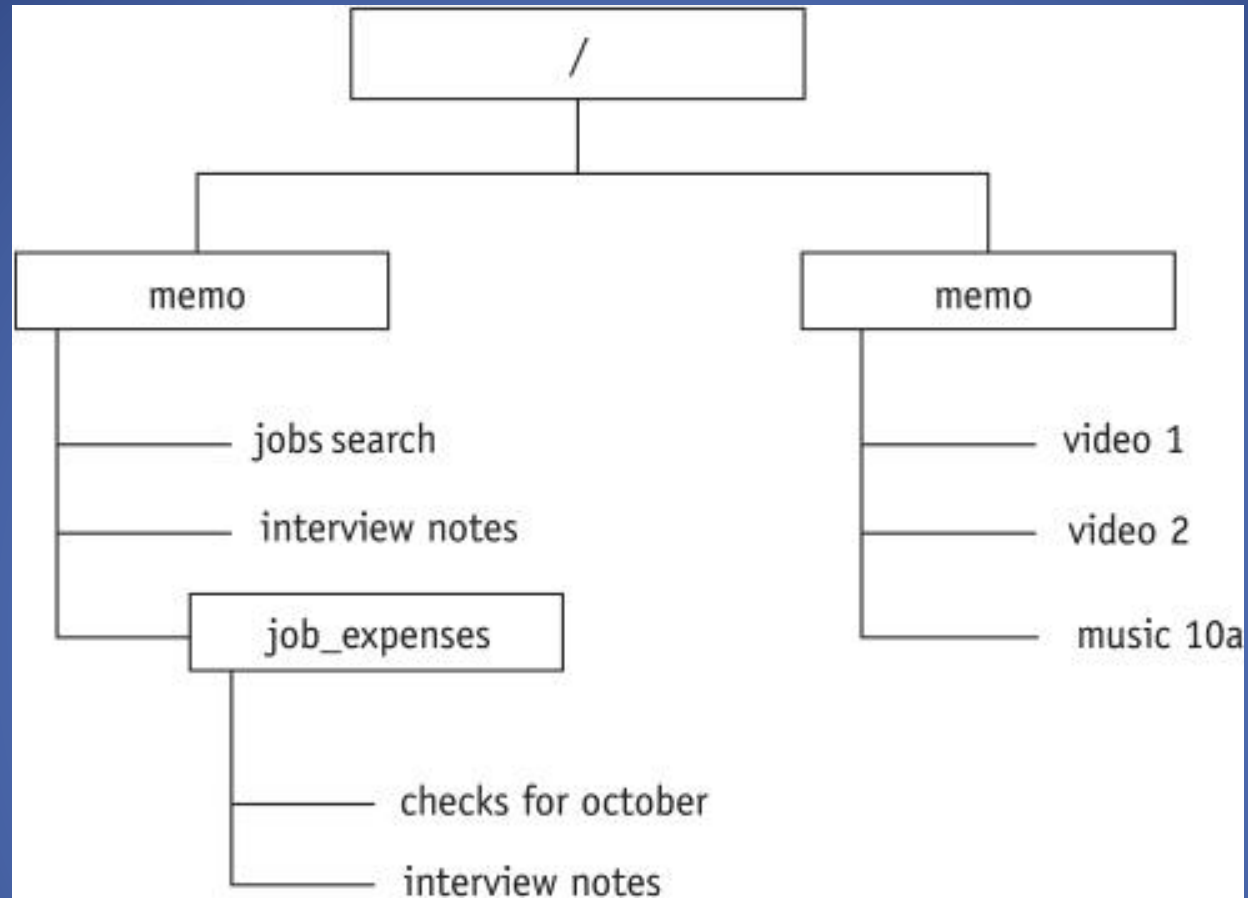 /
memo
memo
jobs search
video 1
interview notes
video 2
job_expenses
music 10a
checks for october
interview notes